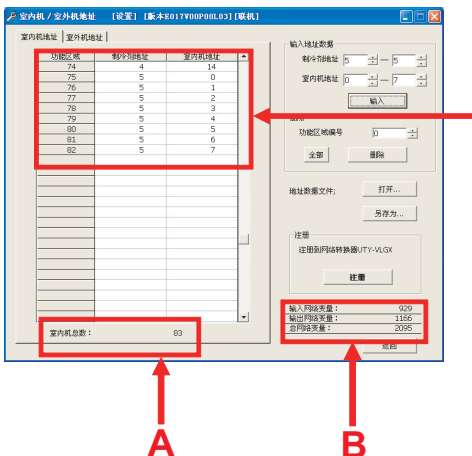 室内机 / 室外机地址 [设置] [版本E017V00P00L03] [联机]
室内机地址 室外机地址
功能区域 制冷剂地址 室内机地址
74 4 14
75 5 0
76 5 1
77 5 2
78 5 3
79 5 4
80 5 5
81 5 6
82 5 7
室内机总数: 83
输入地址数据
制冷剂地址 5 — 5
室内机地址 0 — 7
输入
功能区域编号 0
全部 删除
地址数据文件;
打开...
另存为...
注册
注册到网络转换器UTY-VLGX
注册
输入网络变量: 929
输出网络变量: 1166
总网络变量: 2095
返回
A
B